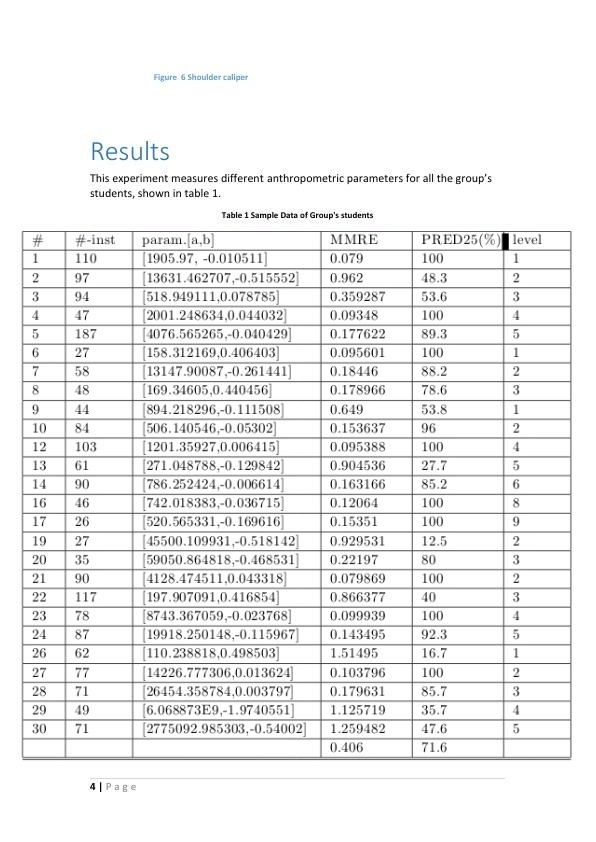 Figure 6 Shoulder caliper
Results
This experiment measures different anthropometric parameters for all the group's
students, shown in table 1.
Table 1 Sample Data of Group's students
# #-inst param.[a,b] MMRE PRED25(%) level
1 110 [1905.97, -0.010511] 0.079 100 1
2 97 [13631.462707,-0.515552] 0.962 48.3 2
3 94 [518.949111,0.078785] 0.359287 53.6 3
4 47 [2001.248634,0.044032] 0.09348 100 4
5 187 [4076.565265,-0.040429] 0.177622 89.3 5
6 27 [158.312169,0.406403] 0.095601 100 1
7 58 [13147.90087,-0.261441] 0.18446 88.2 2
8 48 [169.34605,0.440456] 0.178966 78.6 3
9 44 [894.218296,-0.111508] 0.649 53.8 1
10 84 [506.140546,-0.05302] 0.153637 96 2
12 103 [1201.35927,0.006415] 0.095388 100 4
13 61 [271.048788,-0.129842] 0.904536 27.7 5
14 90 [786.252424,-0.006614] 0.163166 85.2 6
16 46 [742.018383,-0.036715] 0.12064 100 8
17 26 [520.565331,-0.169616] 0.15351 100 9
19 27 [45500.109931,-0.518142] 0.929531 12.5 2
20 35 [59050.864818,-0.468531] 0.22197 80 3
21 90 [4128.474511,0.043318] 0.079869 100 2
22 117 [197.907091,0.416854] 0.866377 40 3
23 78 [8743.367059,-0.023768] 0.099939 100 4
24 87 [19918.250148,-0.115967] 0.143495 92.3 5
26 62 [110.238818,0.498503] 1.51495 16.7 1
27 77 [14226.777306,0.013624] 0.103796 100 2
28 71 [26454.358784,0.003797] 0.179631 85.7 3
29 49 [6.068873E9,-1.9740551] 1.125719 35.7 4
30 71 [2775092.985303,-0.54002] 1.259482 47.6 5
0.406 71.6
4 | Page